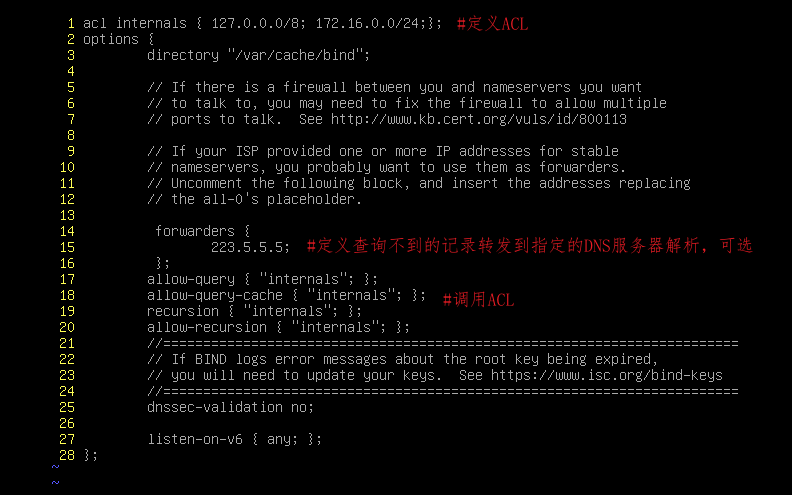 1 acl internals { 127.0.0.0/8; 172.16.0.0/24;}; #定义ACL
2 options {
3 directory "/var/cache/bind";
4
5 // If there is a firewall between you and nameservers you want
6 // to talk to, you may need to fix the firewall to allow multiple
7 // ports to talk.  See http://www.kb.cert.org/vuls/id/800113
8
9 // If your ISP provided one or more IP addresses for stable
10 // nameservers, you probably want to use them as forwarders.
11 // Uncomment the following block, and insert the addresses replacing
12 // the all-0's placeholder.
13
14 forwarders {
15 223.5.5.5; #定义查询不到的记录转发到指定的DNS服务器解析，可选
16 };
17 allow-query { "internals"; };
18 allow-query-cache { "internals"; }; #调用ACL
19 recursion { "internals"; };
20 allow-recursion { "internals"; };
21 //========================================================================
22 // If BIND logs error messages about the root key being expired,
23 // you will need to update your keys.  See https://www.isc.org/bind-keys
24 //========================================================================
25 dnssec-validation no;
26
27 listen-on-v6 { any; };
28 };
~
~